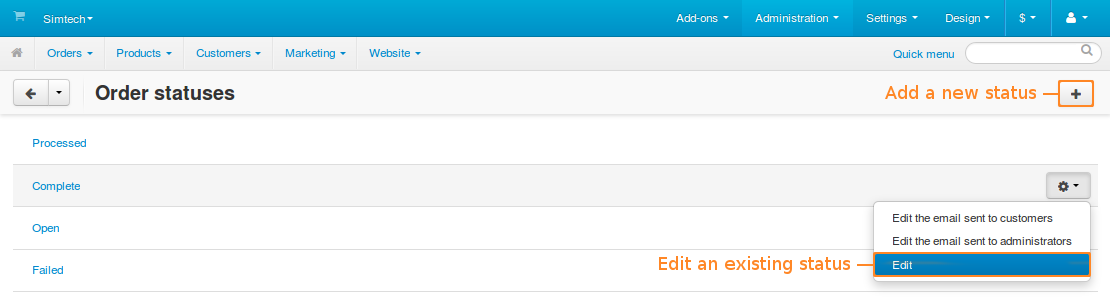 Simtech
Add-ons Administration Settings Design $
Orders Products Customers Marketing Website Quick menu
Order statuses
Add a new status
Processed
Complete
Edit the email sent to customers
Open
Edit the email sent to administrators
Edit an existing status
Edit
Failed